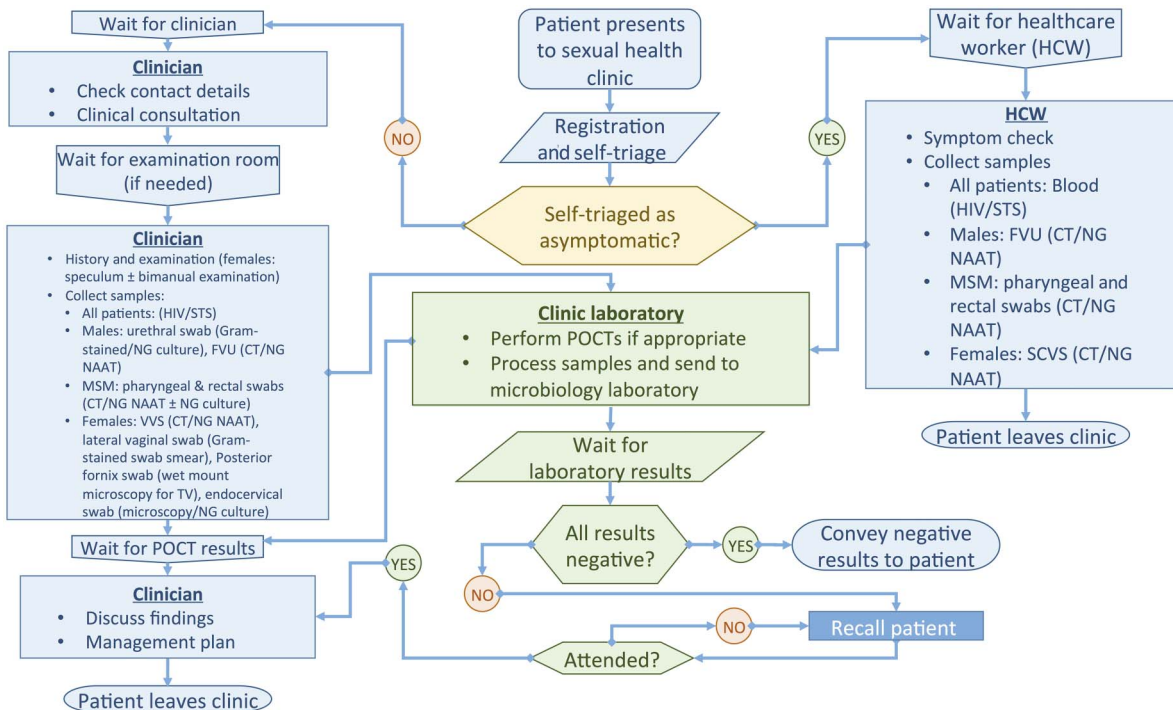 Wait for clinician
Clinician
• Check contact details
• Clinical consultation
Wait for examination room
(if needed)
Clinician
• History and examination (females:
speculum ± bimanual examination)
• Collect samples:
• All patients: (HIV/STS)
• Males: urethral swab (Gram-
stained/NG culture), FVU (CT/NG
NAAT)
• MSM: pharyngeal & rectal swabs
(CT/NG NAAT ± NG culture)
• Females: VVS (CT/NG NAAT),
lateral vaginal swab (Gram-
stained swab smear), Posterior
fornix swab (wet mount
microscopy for TV), endocervical
swab (microscopy/NG culture)
Wait for POCT results
Clinician
• Discuss findings
• Management plan
Patient leaves clinic
Patient presents
to sexual health
clinic
Registration
and self-triage
Self-triaged as
asymptomatic?
NO
YES
Clinic laboratory
• Perform POCTs if appropriate
• Process samples and send to
microbiology laboratory
Wait for
laboratory results
All results
negative?
YES
Convey negative
results to patient
NO
Recall patient
NO
Attended?
YES
Wait for healthcare
worker (HCW)
HCW
• Symptom check
• Collect samples
• All patients: Blood
(HIV/STS)
• Males: FVU (CT/NG
NAAT)
• MSM: pharyngeal and
rectal swabs (CT/NG
NAAT)
• Females: SCVS (CT/NG
NAAT)
Patient leaves clinic